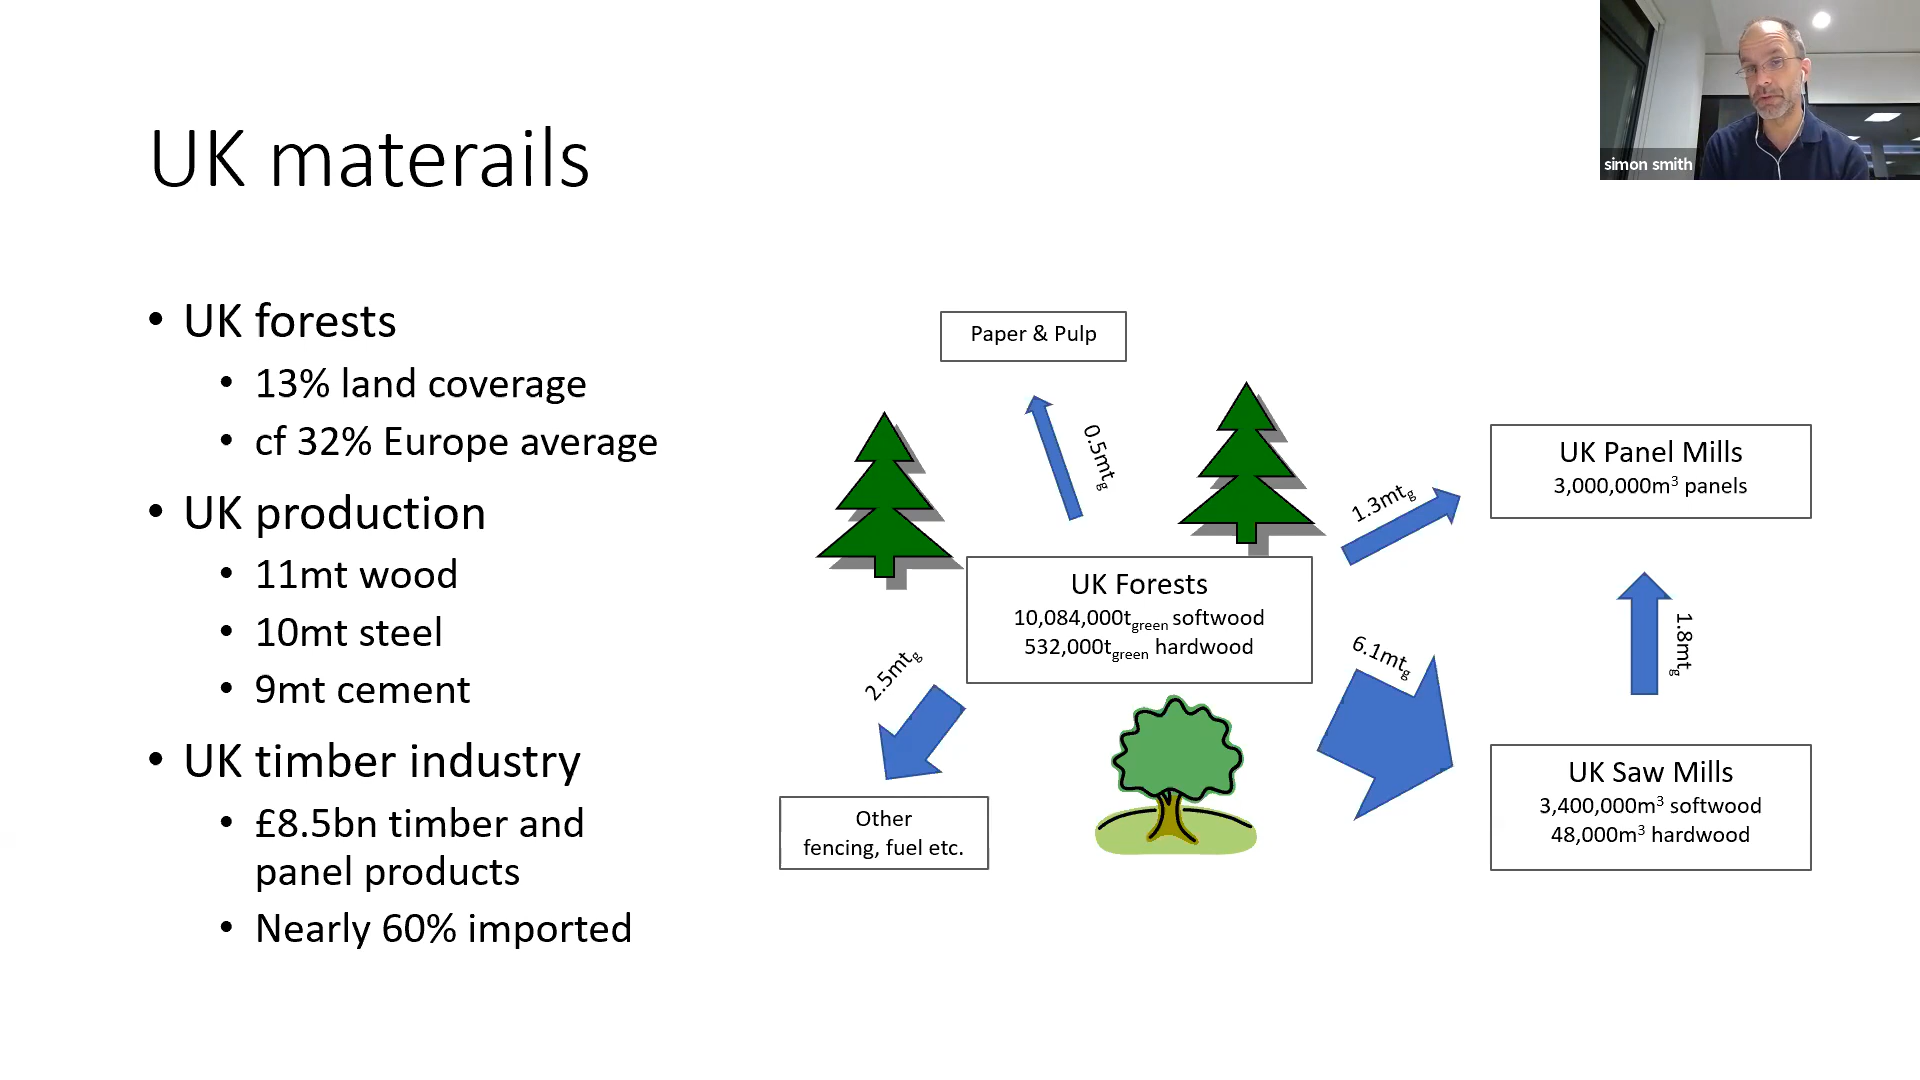 UK materails
simon smith
• UK forests
• 13% land coverage
• cf 32% Europe average
• UK production
• 11mt wood
• 10mt steel
• 9mt cement
• UK timber industry
• £8.5bn timber and
panel products
• Nearly 60% imported
Paper & Pulp
0.5mtg
1.3mtg
UK Panel Mills
3,000,000m³ panels
UK Forests
10,084,000tgreen softwood
532,000tgreen hardwood
2.5mtg
6.1mtg
1.8mtg
Other
fencing, fuel etc.
UK Saw Mills
3,400,000m³ softwood
48,000m³ hardwood